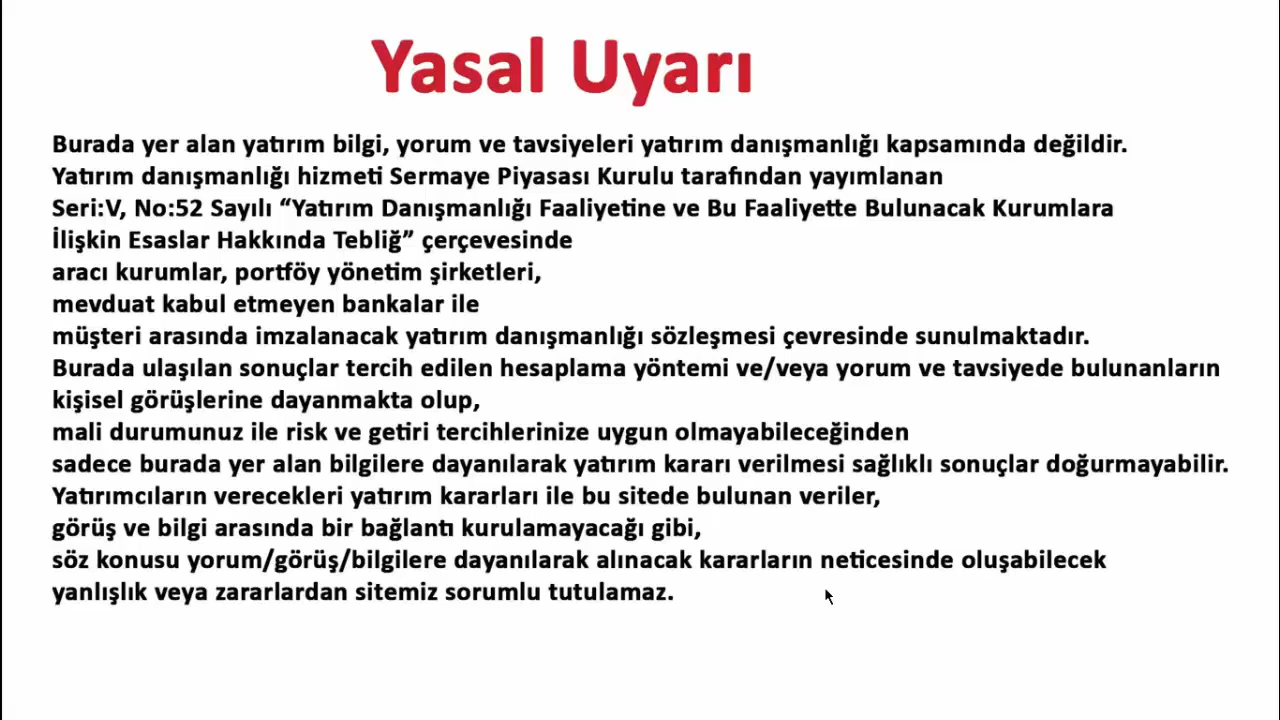 Yasal Uyarı
Burada yer alan yatırım bilgi, yorum ve tavsiyeleri yatırım danışmanlığı kapsamında değildir.
Yatırım danışmanlığı hizmeti Sermaye Piyasası Kurulu tarafından yayımlanan
Seri:V, No:52 Sayılı “Yatırım Danışmanlığı Faaliyetine ve Bu Faaliyette Bulunacak Kurumlara
İlişkin Esaslar Hakkında Tebliğ” çerçevesinde
aracı kurumlar, portföy yönetim şirketleri,
mevduat kabul etmeyen bankalar ile
müşteri arasında imzalanacak yatırım danışmanlığı sözleşmesi çevresinde sunulmaktadır.
Burada ulaşılan sonuçlar tercih edilen hesaplama yöntemi ve/veya yorum ve tavsiyede bulunanların
kişisel görüşlerine dayanmakta olup,
mali durumunuz ile risk ve getiri tercihlerinize uygun olmayabileceğinden
sadece burada yer alan bilgilere dayanılarak yatırım kararı verilmesi sağlıklı sonuçlar doğurmayabilir.
Yatırımcıların verecekleri yatırım kararları ile bu sitede bulunan veriler,
görüş ve bilgi arasında bir bağlantı kurulamayacağı gibi,
söz konusu yorum/görüş/bilgilere dayanılarak alınacak kararların neticesinde oluşabilecek
yanlışlık veya zararlardan sitemiz sorumlu tutulamaz.